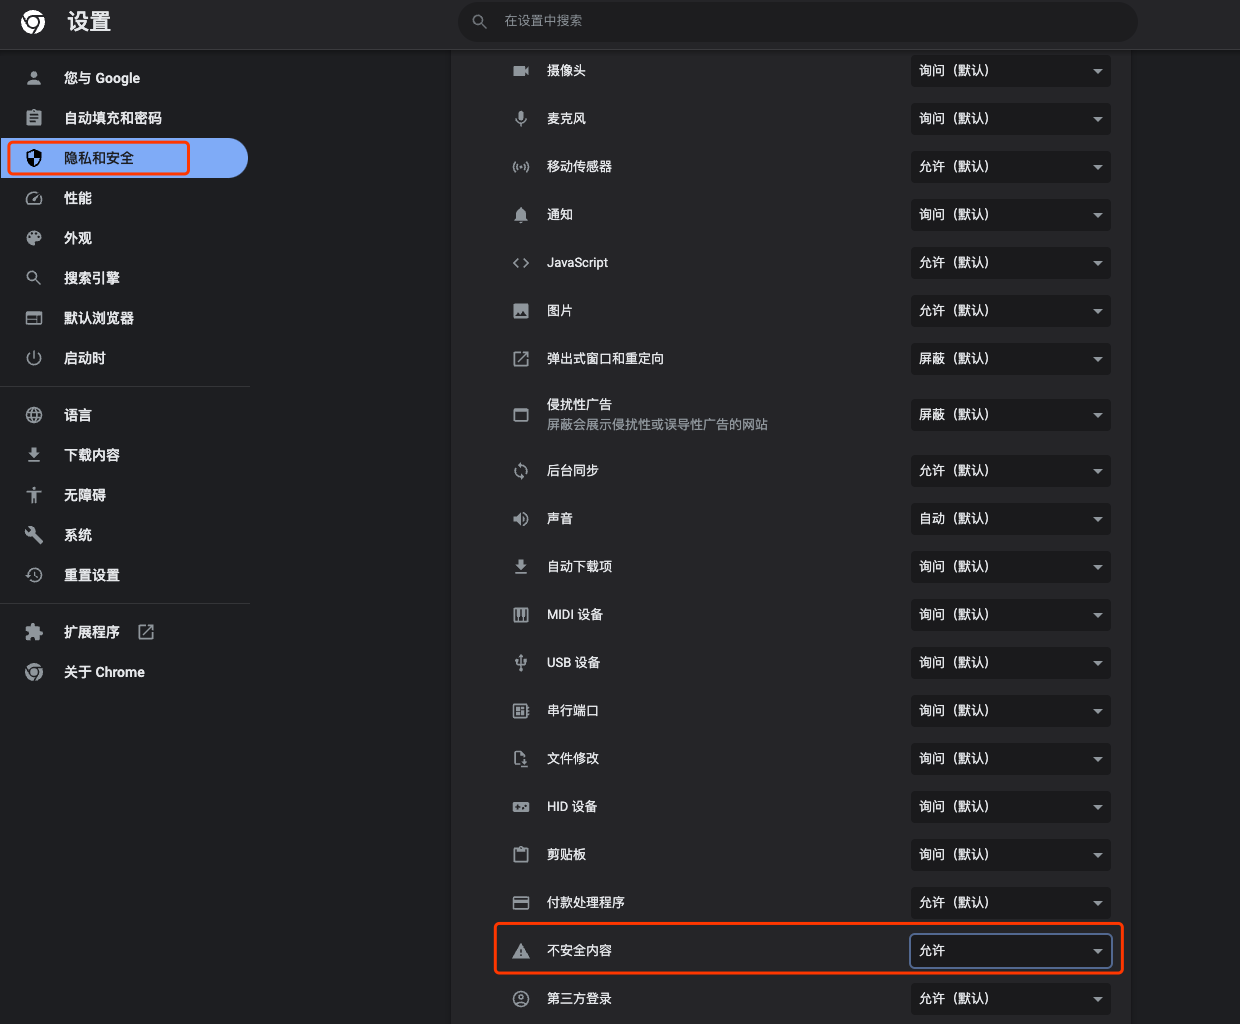 设置
在设置中搜索
您与 Google
自动填充和密码
隐私和安全
性能
外观
搜索引擎
默认浏览器
启动时
语言
下载内容
无障碍
系统
重置设置
扩展程序
关于 Chrome
摄像头 询问（默认）
麦克风 询问（默认）
移动传感器 允许（默认）
通知 询问（默认）
JavaScript 允许（默认）
图片 允许（默认）
弹出式窗口和重定向 屏蔽（默认）
侵扰性广告 屏蔽（默认）
屏蔽会展示侵扰性或误导性广告的网站
后台同步 允许（默认）
声音 自动（默认）
自动下载项 询问（默认）
MIDI 设备 询问（默认）
USB 设备 询问（默认）
串行端口 询问（默认）
文件修改 询问（默认）
HID 设备 询问（默认）
剪贴板 询问（默认）
付款处理程序 允许（默认）
不安全内容 允许
第三方登录 允许（默认）